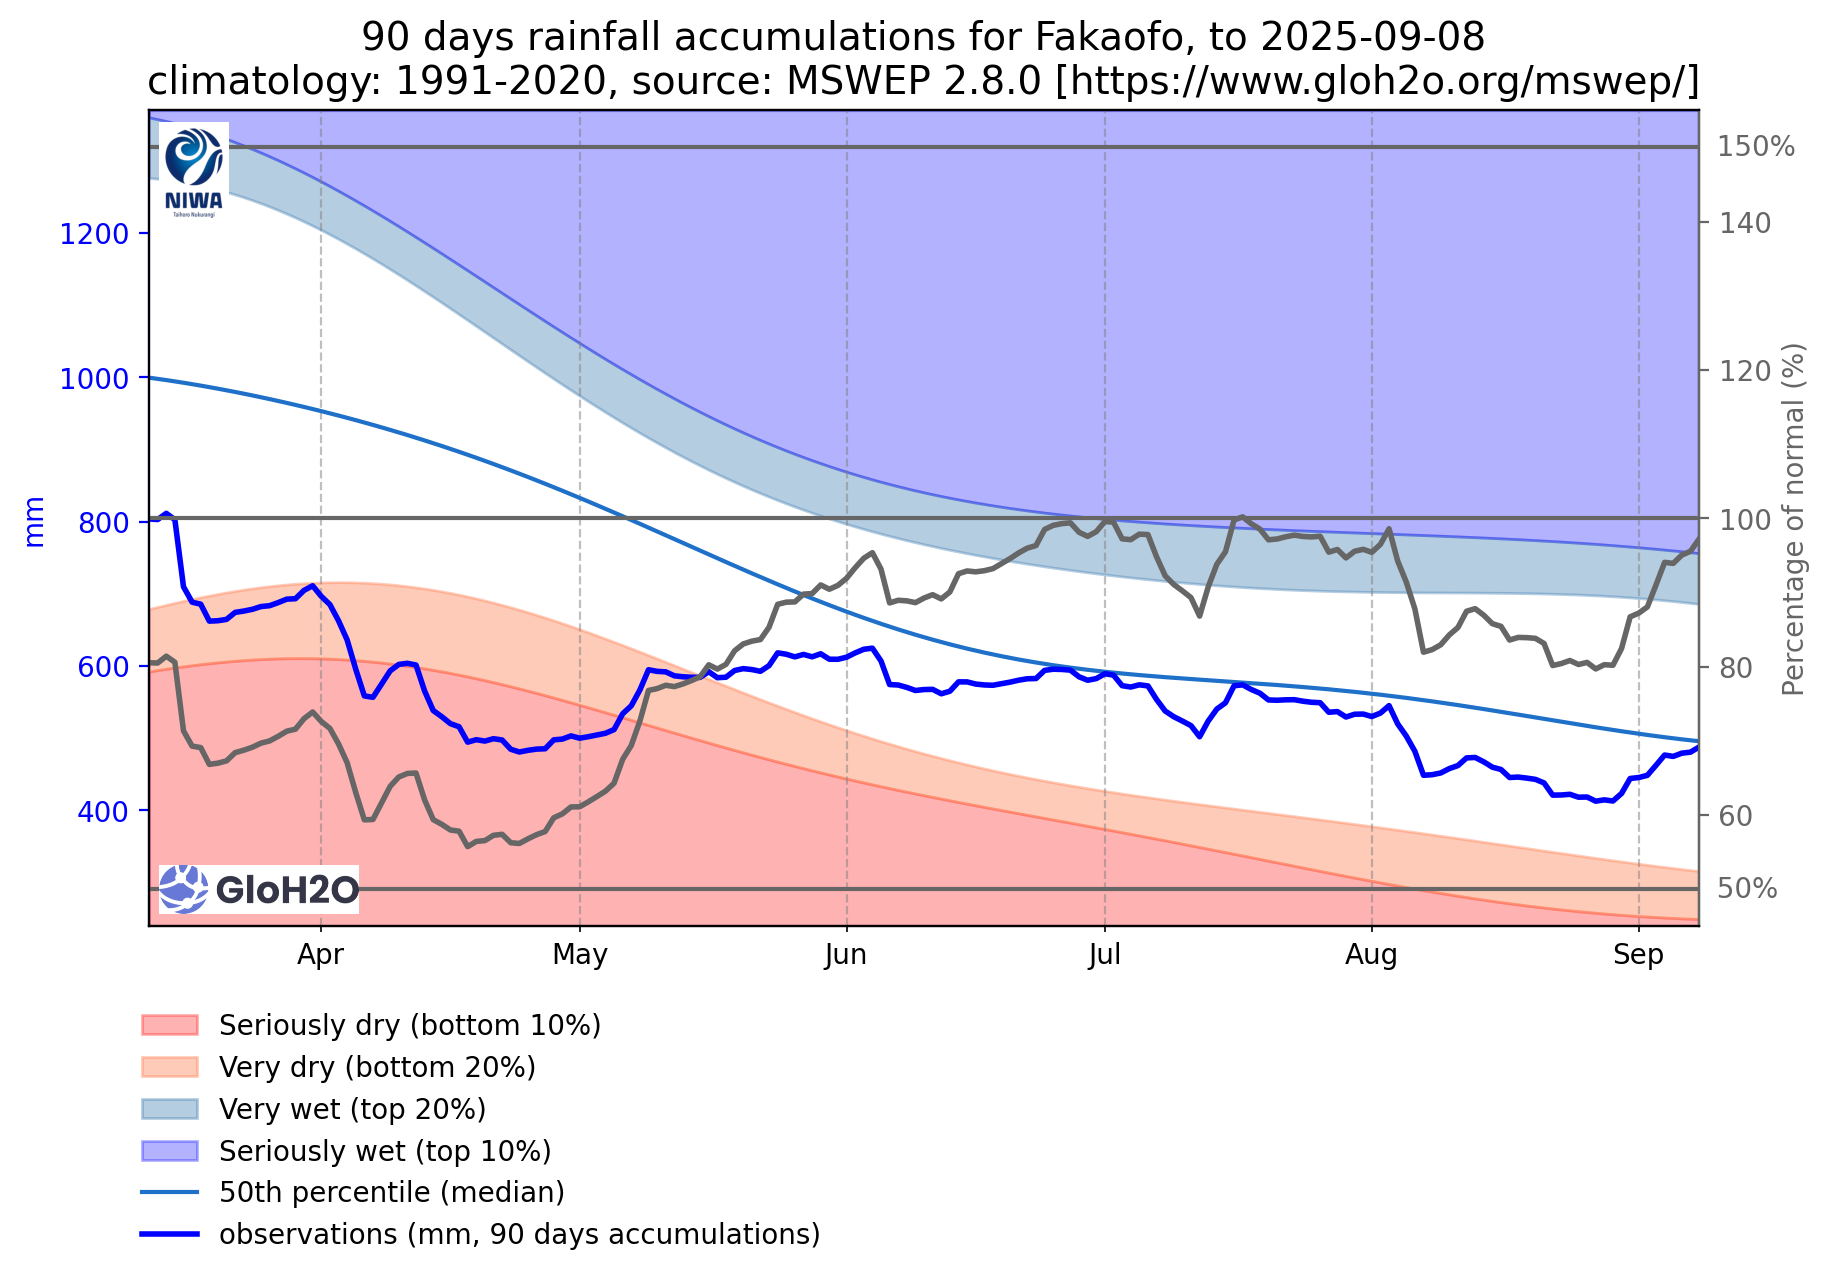 90 days rainfall accumulations for Fakaofo, to 2025-09-08
climatology: 1991-2020, source: MSWEP 2.8.0 [https://www.gloh2o.org/mswep/]
NIWA
Taihoro Nukurangi
1200
1000
800
600
400
mm
150%
140
120
100
80
60
50%
Percentage of normal (%)
GloH2O
Apr
May
Jun
Jul
Aug
Sep
Seriously dry (bottom 10%)
Very dry (bottom 20%)
Very wet (top 20%)
Seriously wet (top 10%)
50th percentile (median)
observations (mm, 90 days accumulations)